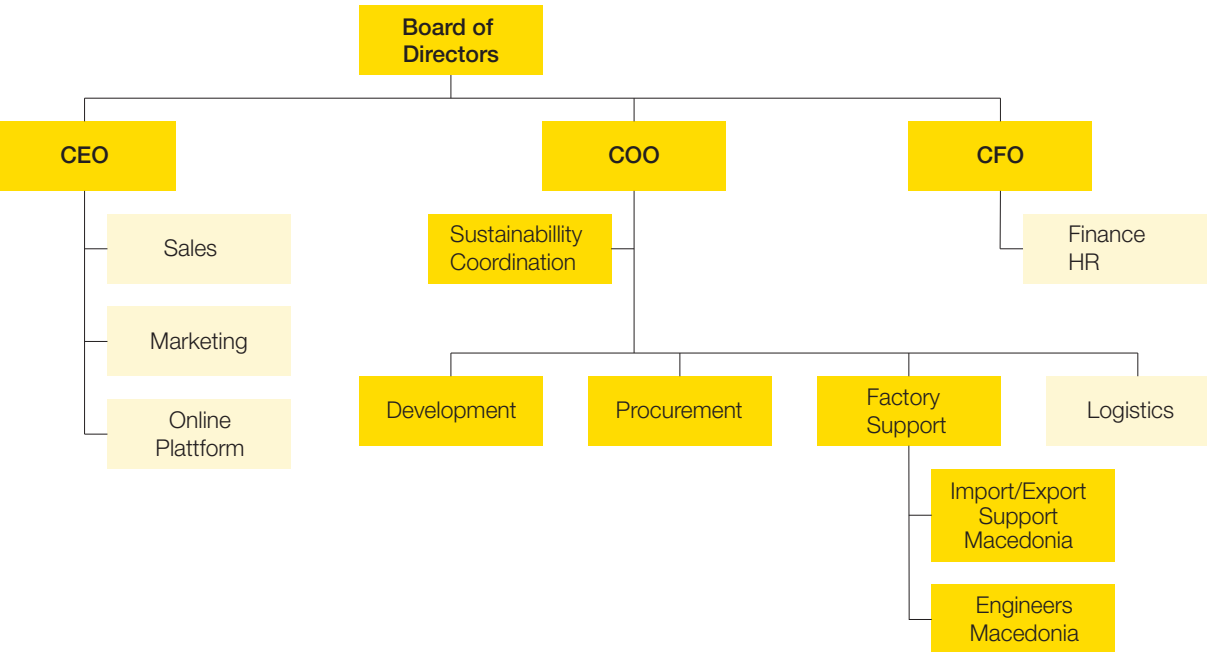 Board of
Directors
CEO
COO
CFO
Sales
Sustainabillity
Coordination
Finance
HR
Marketing
Development
Procurement
Factory
Support
Logistics
Online
Plattform
Import/Export
Support
Macedonia
Engineers
Macedonia